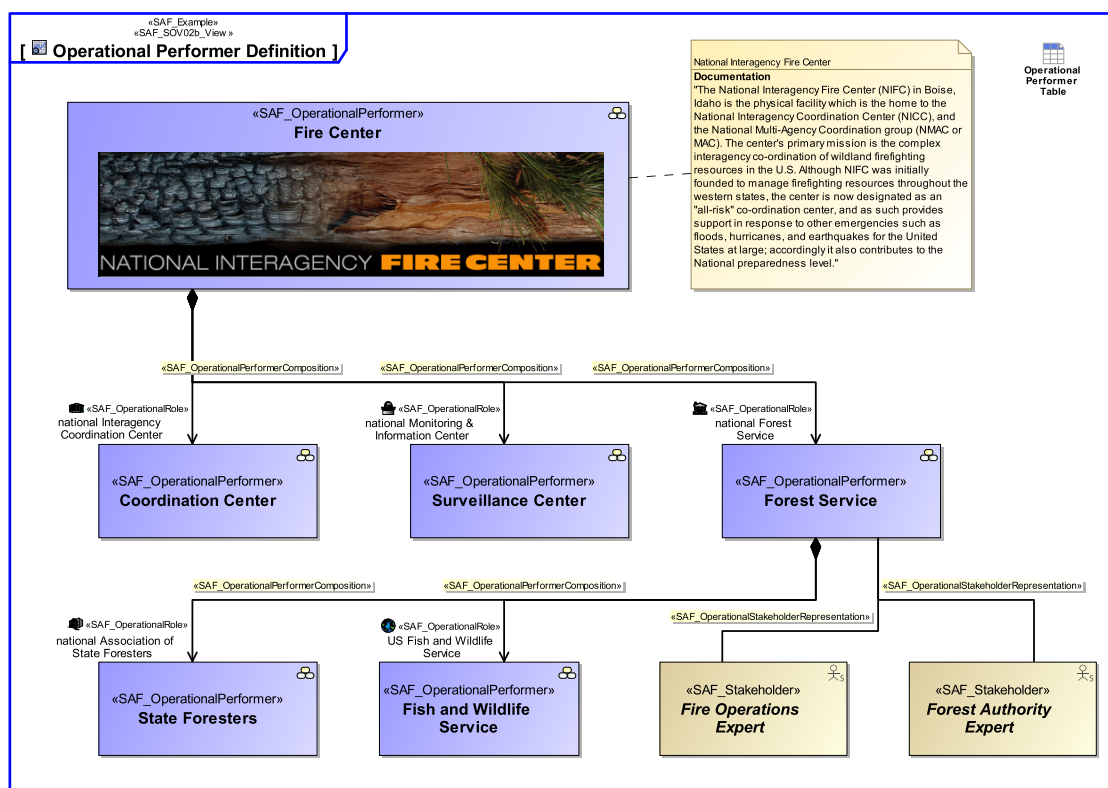 «SAF_Example»
«SAF_SOV02b_View »
[ Operational Performer Definition ]
«SAF_OperationalPerformer»
Fire Center
NATIONAL INTERAGENCY FIRE CENTER
National Interagency Fire Center
Documentation
"The National Interagency Fire Center (NIFC) in Boise,
Idaho is the physical facility which is the home to the
National Interagency Coordination Center (NICC), and
the National Multi-Agency Coordination group (NMAC or
MAC). The center's primary mission is the complex
interagency co-ordination of wildland firefighting
resources in the U.S. Although NIFC was initially
founded to manage firefighting resources throughout the
western states, the center is now designated as an
"all-risk" co-ordination center, and as such provides
support in response to other emergencies such as
floods, hurricanes, and earthquakes for the United
States at large; accordingly it also contributes to the
National preparedness level."
Operational
Performer
Table
«SAF_OperationalPerformerComposition»
«SAF_OperationalPerformerComposition»
«SAF_OperationalPerformerComposition»
«SAF_OperationalRole»
national Interagency
Coordination Center
«SAF_OperationalRole»
national Monitoring &
Information Center
«SAF_OperationalRole»
national Forest
Service
«SAF_OperationalPerformer»
Coordination Center
«SAF_OperationalPerformer»
Surveillance Center
«SAF_OperationalPerformer»
Forest Service
«SAF_OperationalPerformerComposition»
«SAF_OperationalPerformerComposition»
«SAF_OperationalStakeholderRepresentation»
«SAF_OperationalStakeholderRepresentation»
«SAF_OperationalRole»
national Association of
State Foresters
«SAF_OperationalRole»
US Fish and Wildlife
Service
«SAF_OperationalPerformer»
State Foresters
«SAF_OperationalPerformer»
Fish and Wildlife
Service
S
«SAF_Stakeholder»
Fire Operations
Expert
S
«SAF_Stakeholder»
Forest Authority
Expert